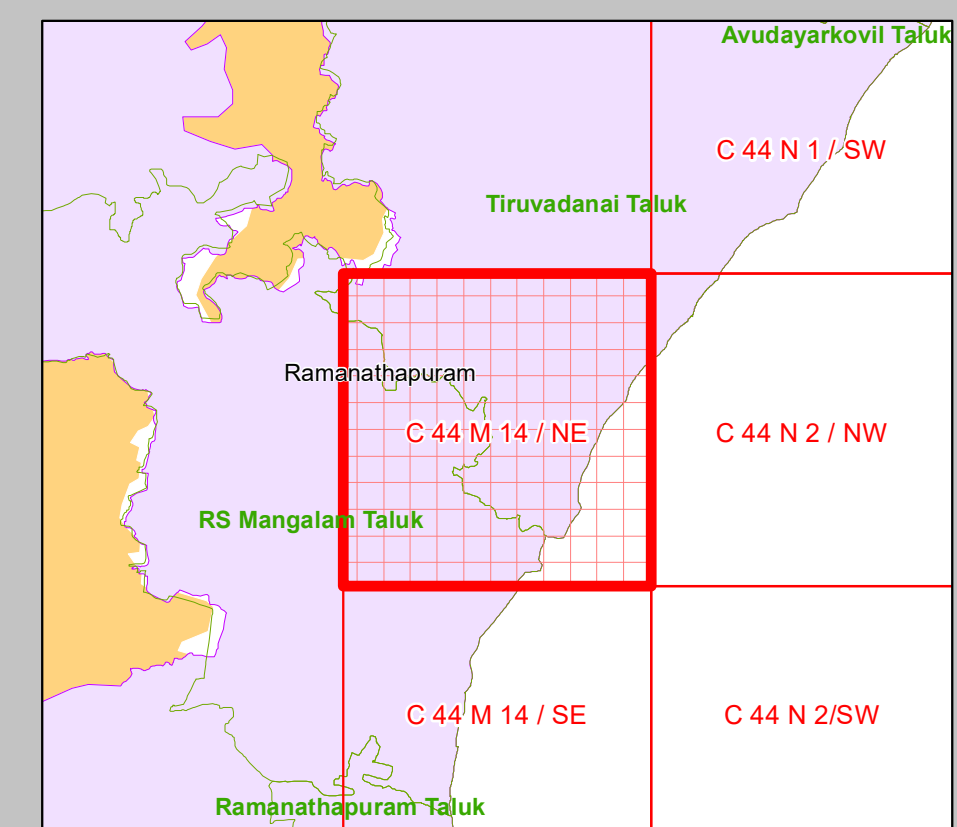 Avudayarkovil Taluk
C 44 N 1 / SW
Tiruvadanai Taluk
Ramanathapuram
C 44 M 14 / NE
C 44 N 2 / NW
RS Mangalam Taluk
C 44 M 14 / SE
C 44 N 2/SW
Ramanathapuram Taluk